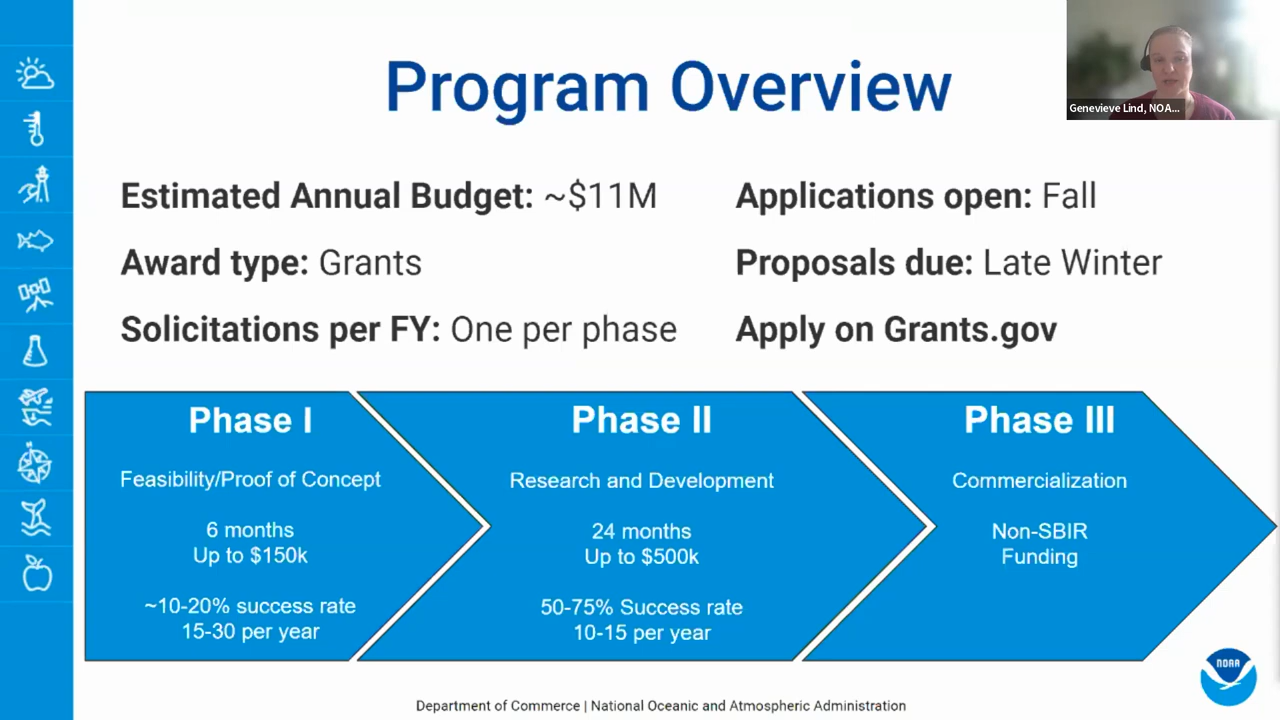 Program Overview
Genevieve Lind, NOA...
Estimated Annual Budget: ~$11M
Award type: Grants
Solicitations per FY: One per phase
Applications open: Fall
Proposals due: Late Winter
Apply on Grants.gov
Phase I
Feasibility/Proof of Concept
6 months
Up to $150k
~10-20% success rate
15-30 per year
Phase II
Research and Development
24 months
Up to $500k
50-75% Success rate
10-15 per year
Phase III
Commercialization
Non-SBIR
Funding
NOAA
Department of Commerce | National Oceanic and Atmospheric Administration